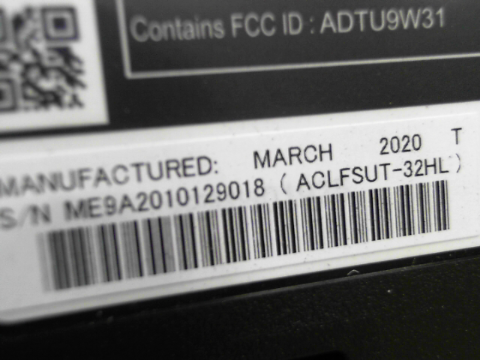 Contains FCC ID : ADTU9W31
MANUFACTURED: MARCH 2020 T
S/N ME9A2010129018 ( ACLFSUT-32HL )